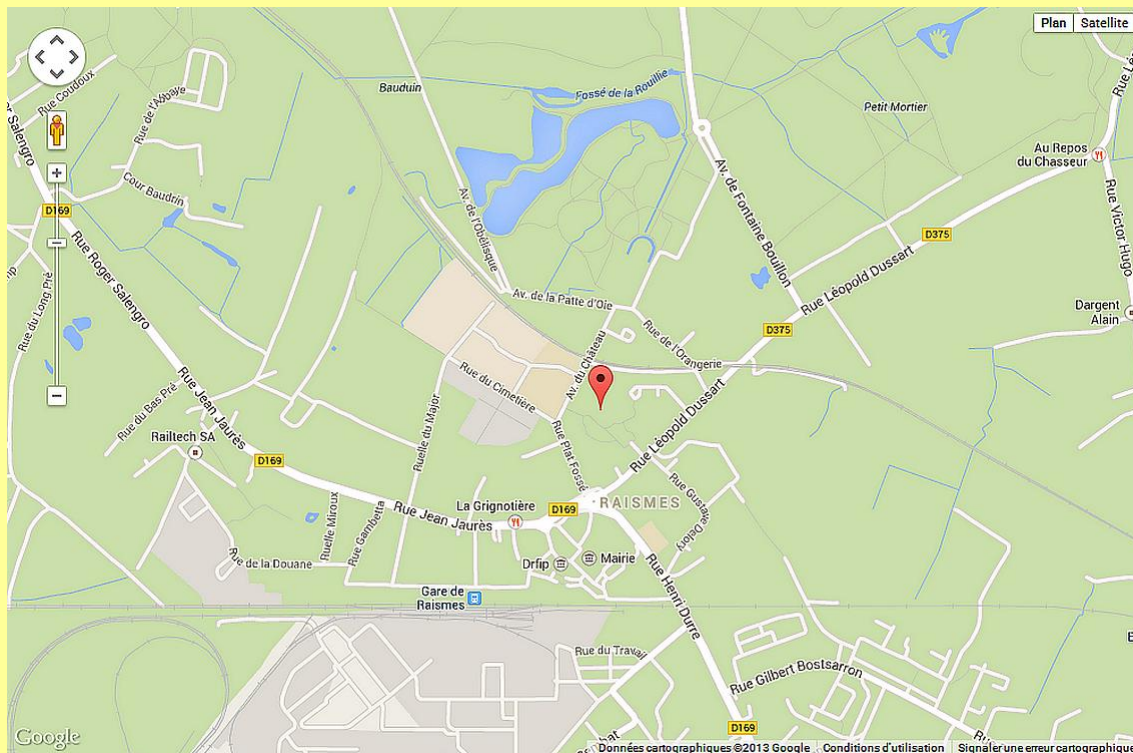 Plan
Satellite
Rue Coudoux
Rue de l'Abbaye
Bauduin
Fossé de la Rouillie
Petit Mortier
Au Repos
du Chasseur
Cour Baudrin
D169
Av. de l'Obélisque
Av. de Fontaine Bouillon
Rue Victor Hugo
D375
Rue Roger Salengro
Rue du Long Pré
Av. de la Patte d'Oie
Rue Léopold Dussart
Dargent
Alain
D375
Rue de l'Orangerie
Av. du Château
Rue du Cimetière
Rue Jean Jaurès
Rue du Bas Pré
Ruelle du Major
Rue Léopold Dussart
Railtech SA
D169
Rue Plat Fossé
Rue Gustave Delory
La Grignotière
D169
RAISMES
Rue Jean Jaurès
Ruelle Miroux
Rue Gambetta
Rue de la Douane
Drfip
Mairie
Gare de
Raismes
Rue Henri Durre
Rue du Travail
Rue Gilbert Bostsarron
D169
Google
Données cartographiques ©2013 Google
Conditions d'utilisation
Signaler une erreur cartographique